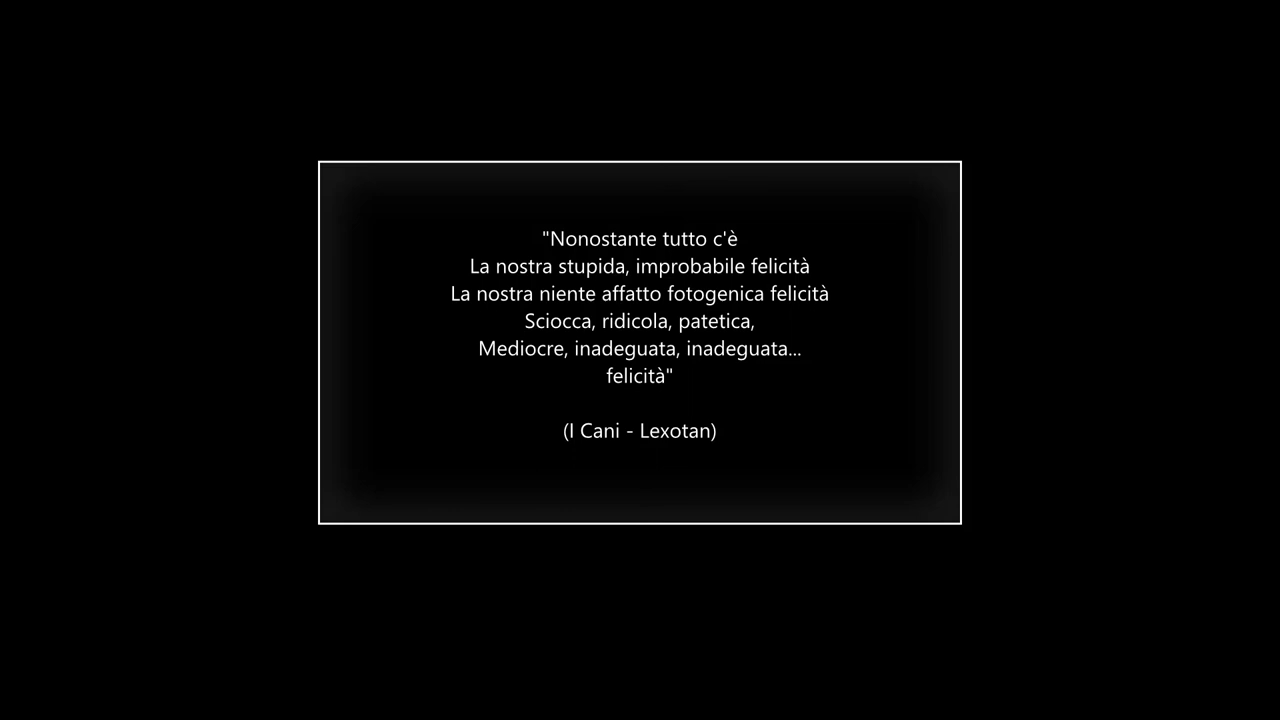 "Nonostante tutto c'è
La nostra stupida, improbabile felicità
La nostra niente affatto fotogenica felicità
Sciocca, ridicola, patetica,
Mediocre, inadeguata, inadeguata...
felicità"
(I Cani - Lexotan)